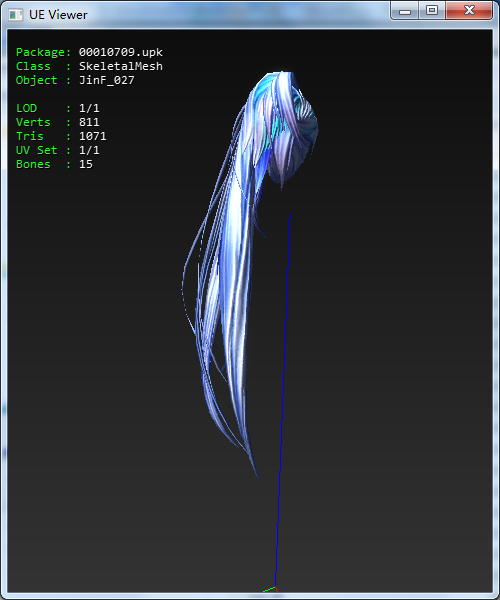 UE Viewer
Package: 00010709.upk
Class  : SkeletalMesh
Object : JinF_027
LOD    : 1/1
Verts  : 811
Tris   : 1071
UV Set : 1/1
Bones  : 15